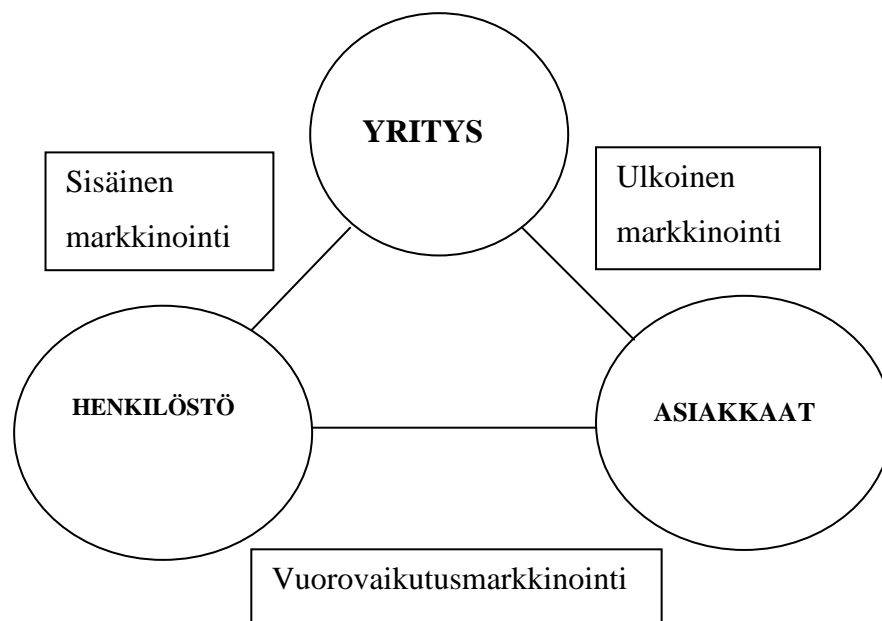 YRITYS
Sisäinen
markkinointi
Ulkoinen
markkinointi
HENKILÖSTÖ
ASIAKKAAT
Vuorovaikutusmarkkinointi